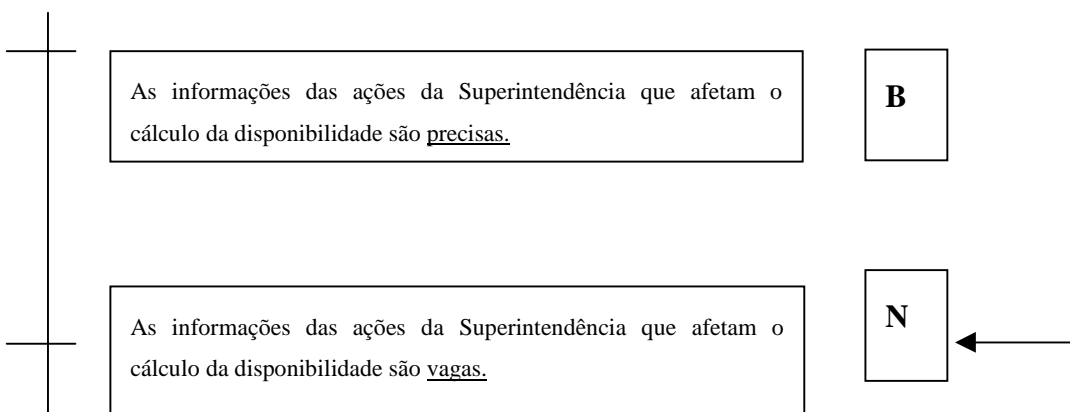 As informações das ações da Superintendência que afetam o
cálculo da disponibilidade são precisas.
B
As informações das ações da Superintendência que afetam o
cálculo da disponibilidade são vagas.
N